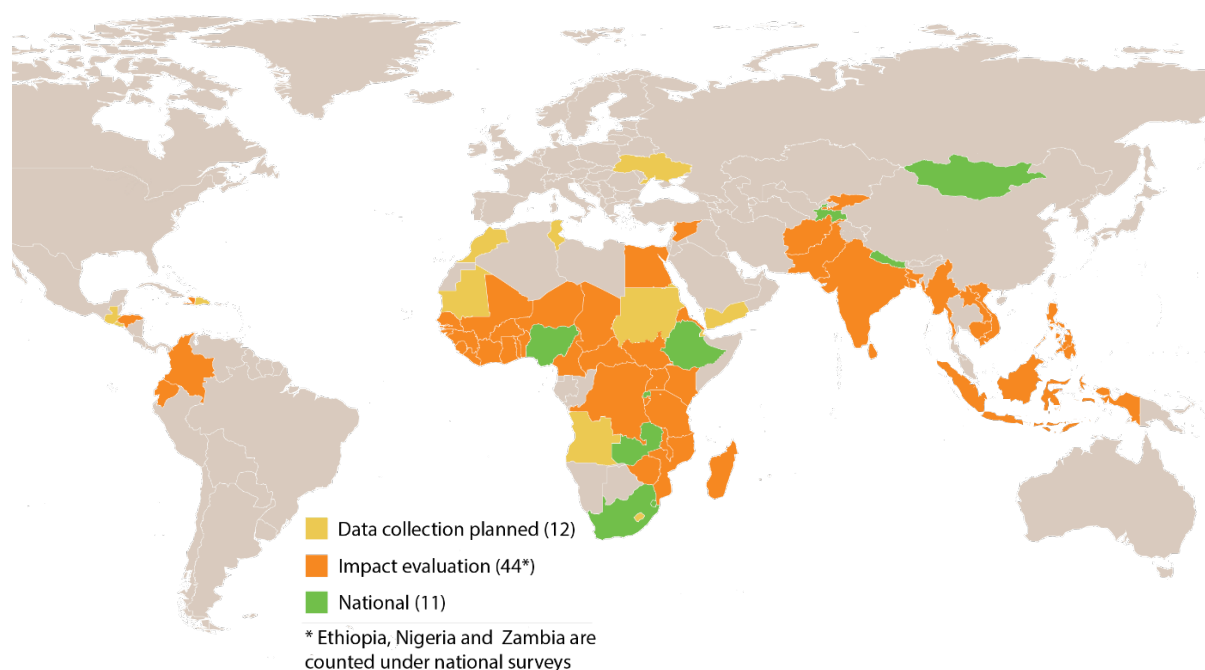 Data collection planned (12)
Impact evaluation (44*)
National (11)
* Ethiopia, Nigeria and Zambia are
counted under national surveys